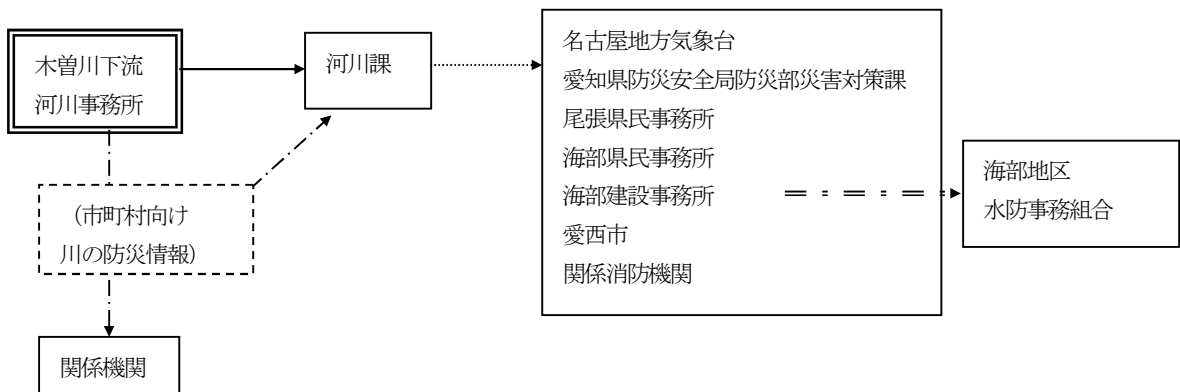 木曽川下流
河川事務所
河川課
(市町村向け
川の防災情報)
関係機関
名古屋地方気象台
愛知県防災安全局防災部災害対策課
尾張県民事務所
海部県民事務所
海部建設事務所
愛西市
関係消防機関
海部地区
水防事務組合